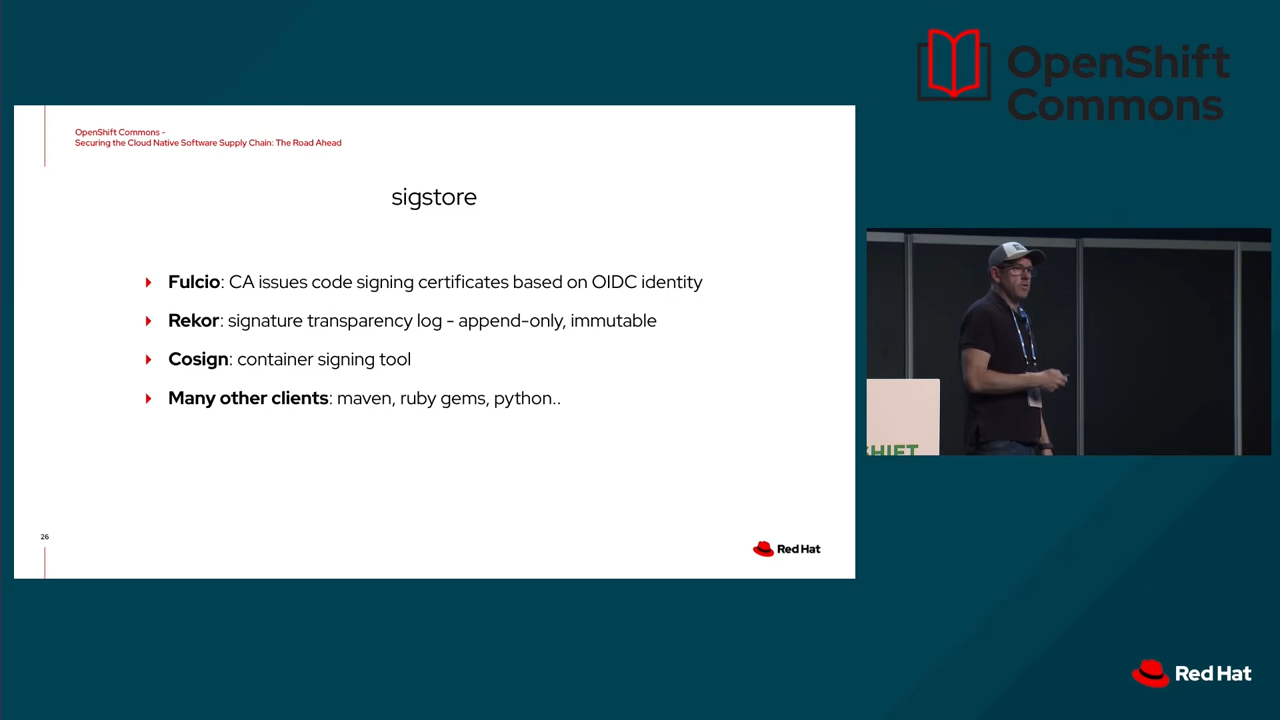 OpenShift
Commons
OpenShift Commons -
Securing the Cloud Native Software Supply Chain: The Road Ahead
sigstore
Fulcio: CA issues code signing certificates based on OIDC identity
Rekor: signature transparency log - append-only, immutable
Cosign: container signing tool
Many other clients: maven, ruby gems, python..
26
Red Hat
SHIFT
Red Hat